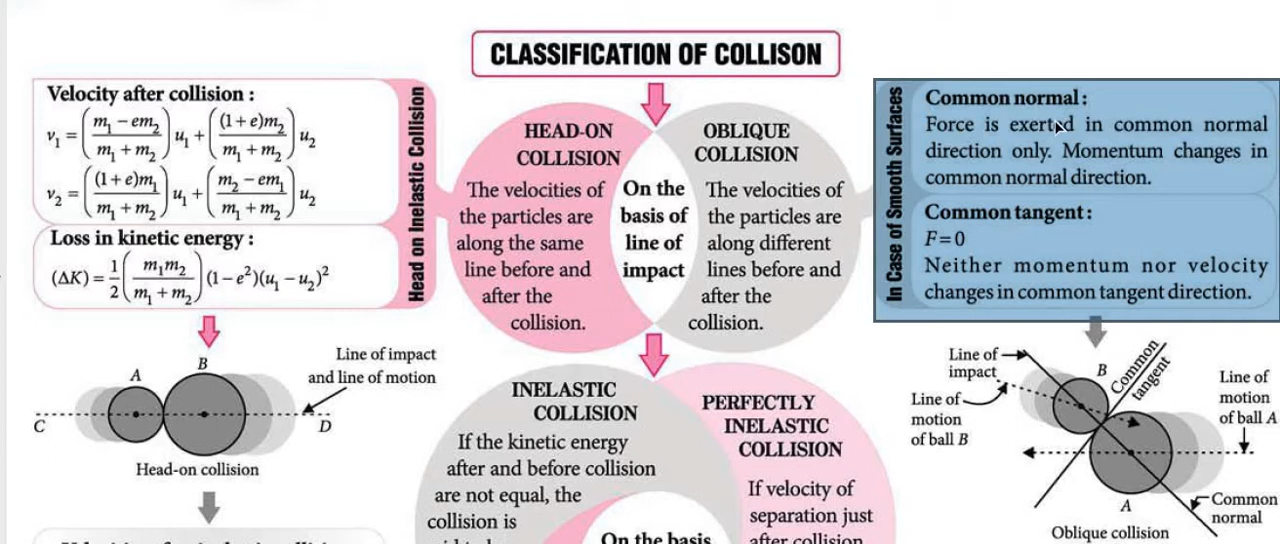 CLASSIFICATION OF COLLISON
Head on Inelastic Collision
Velocity after collision :
v₁ = ((m₁ − em₂)/(m₁ + m₂)) u₁ + ((1 + e)m₂/(m₁ + m₂)) u₂
v₂ = ((1 + e)m₁/(m₁ + m₂)) u₁ + ((m₂ − em₁)/(m₁ + m₂)) u₂
Loss in kinetic energy :
(ΔK) = 1/2 (m₁m₂/(m₁ + m₂)) (1 − e²)(u₁ − u₂)²
Line of impact
and line of motion
A
B
C
D
Head-on collision
HEAD-ON
COLLISION
The velocities of
the particles are
along the same
line before and
after the
collision.
On the
basis of
line of
impact
OBLIQUE
COLLISION
The velocities of
the particles are
along different
lines before and
after the
collision.
In Case of Smooth Surfaces
Common normal :
Force is exerted in common normal
direction only. Momentum changes in
common normal direction.
Common tangent :
F = 0
Neither momentum nor velocity
changes in common tangent direction.
Line of
impact
B
Common
tangent
Line of
motion
of ball B
Line of
motion
of ball A
A
Common
normal
Oblique collision
INELASTIC
COLLISION
If the kinetic energy
after and before collision
are not equal, the
collision is
PERFECTLY
INELASTIC
COLLISION
If velocity of
separation just
after collision
On the basis